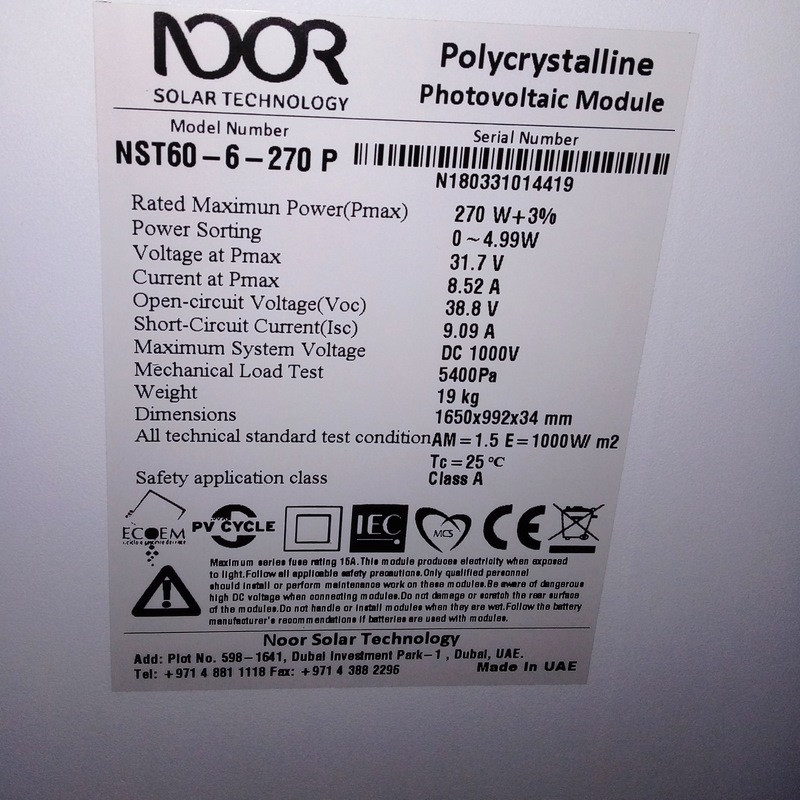 NOOR
SOLAR TECHNOLOGY
Polycrystalline
Photovoltaic Module
Model Number
NST60-6-270 P
Serial Number
N180331014419
Rated Maximun Power(Pmax) 270 W+3%
Power Sorting 0~4.99W
Voltage at Pmax 31.7 V
Current at Pmax 8.52 A
Open-circuit Voltage(Voc) 38.8 V
Short-Circuit Current(Isc) 9.09 A
Maximum System Voltage DC 1000V
Mechanical Load Test 5400Pa
Weight 19 kg
Dimensions 1650x992x34 mm
All technical standard test condition AM=1.5 E=1000W/ m2
Tc=25 °C
Safety application class Class A
ECOEM PV CYCLE IEC MCS CE
Maximum series fuse rating 15A.This module produces electricity when exposed
to light.Follow all applicable safety precautions.Only qualified personnel
should install or perform maintenance work on these modules.Be aware of dangerous
high DC voltage when connecting modules.Do not damage or scratch the rear surface
of the modules.Do not handle or install modules when they are wet.Follow the battery
manufacturer's recommendations if batteries are used with modules.
Noor Solar Technology
Add: Plot No. 598-1641, Dubai Investment Park-1 , Dubai, UAE.
Tel: +971 4 881 1118 Fax: +971 4 388 2296 Made In UAE